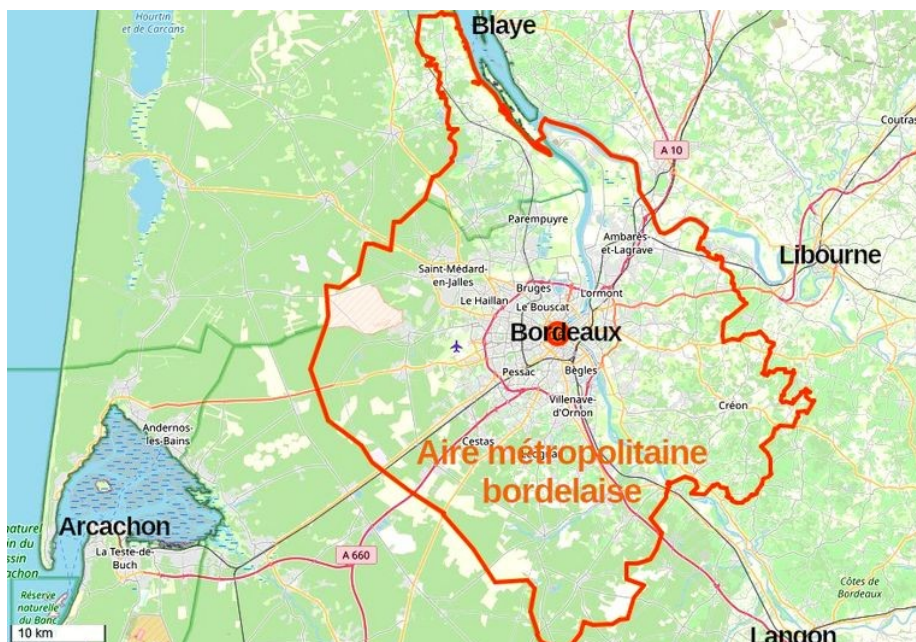 Hourtin
et de Carcans
Blaye
Coutras
A 10
Parempuyre
Ambarès-
et-Lagrave
Libourne
Saint-Médard-
en-Jalles
Bruges
Lormont
Le Haillan
Le Bouscat
Bordeaux
Pessac
Bègles
Villenave-
d'Ornon
Créon
Andernos-
les-Bains
Cestas
Aire métropolitaine
bordelaise
Arcachon
La Teste-de-
Buch
A 660
Réserve
naturelle
du Banc
Côtes de
Bordeaux
Langon
10 km